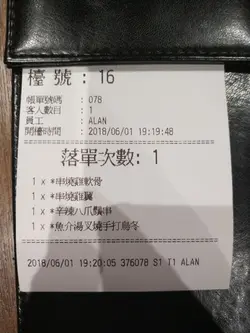 檯號 : 16
帳單號碼 : 078
客人數目 : 1
員工 : ALAN
開檯時間 : 2018/06/01 19:19:48
落單次數: 1
1 x *串燒雞軟骨
1 x *串燒雞翼
1 x *辛辣八爪鬚串
1 x *魚介湯叉燒手打烏冬
2018/06/01 19:20:05 376078 S1 T1 ALAN